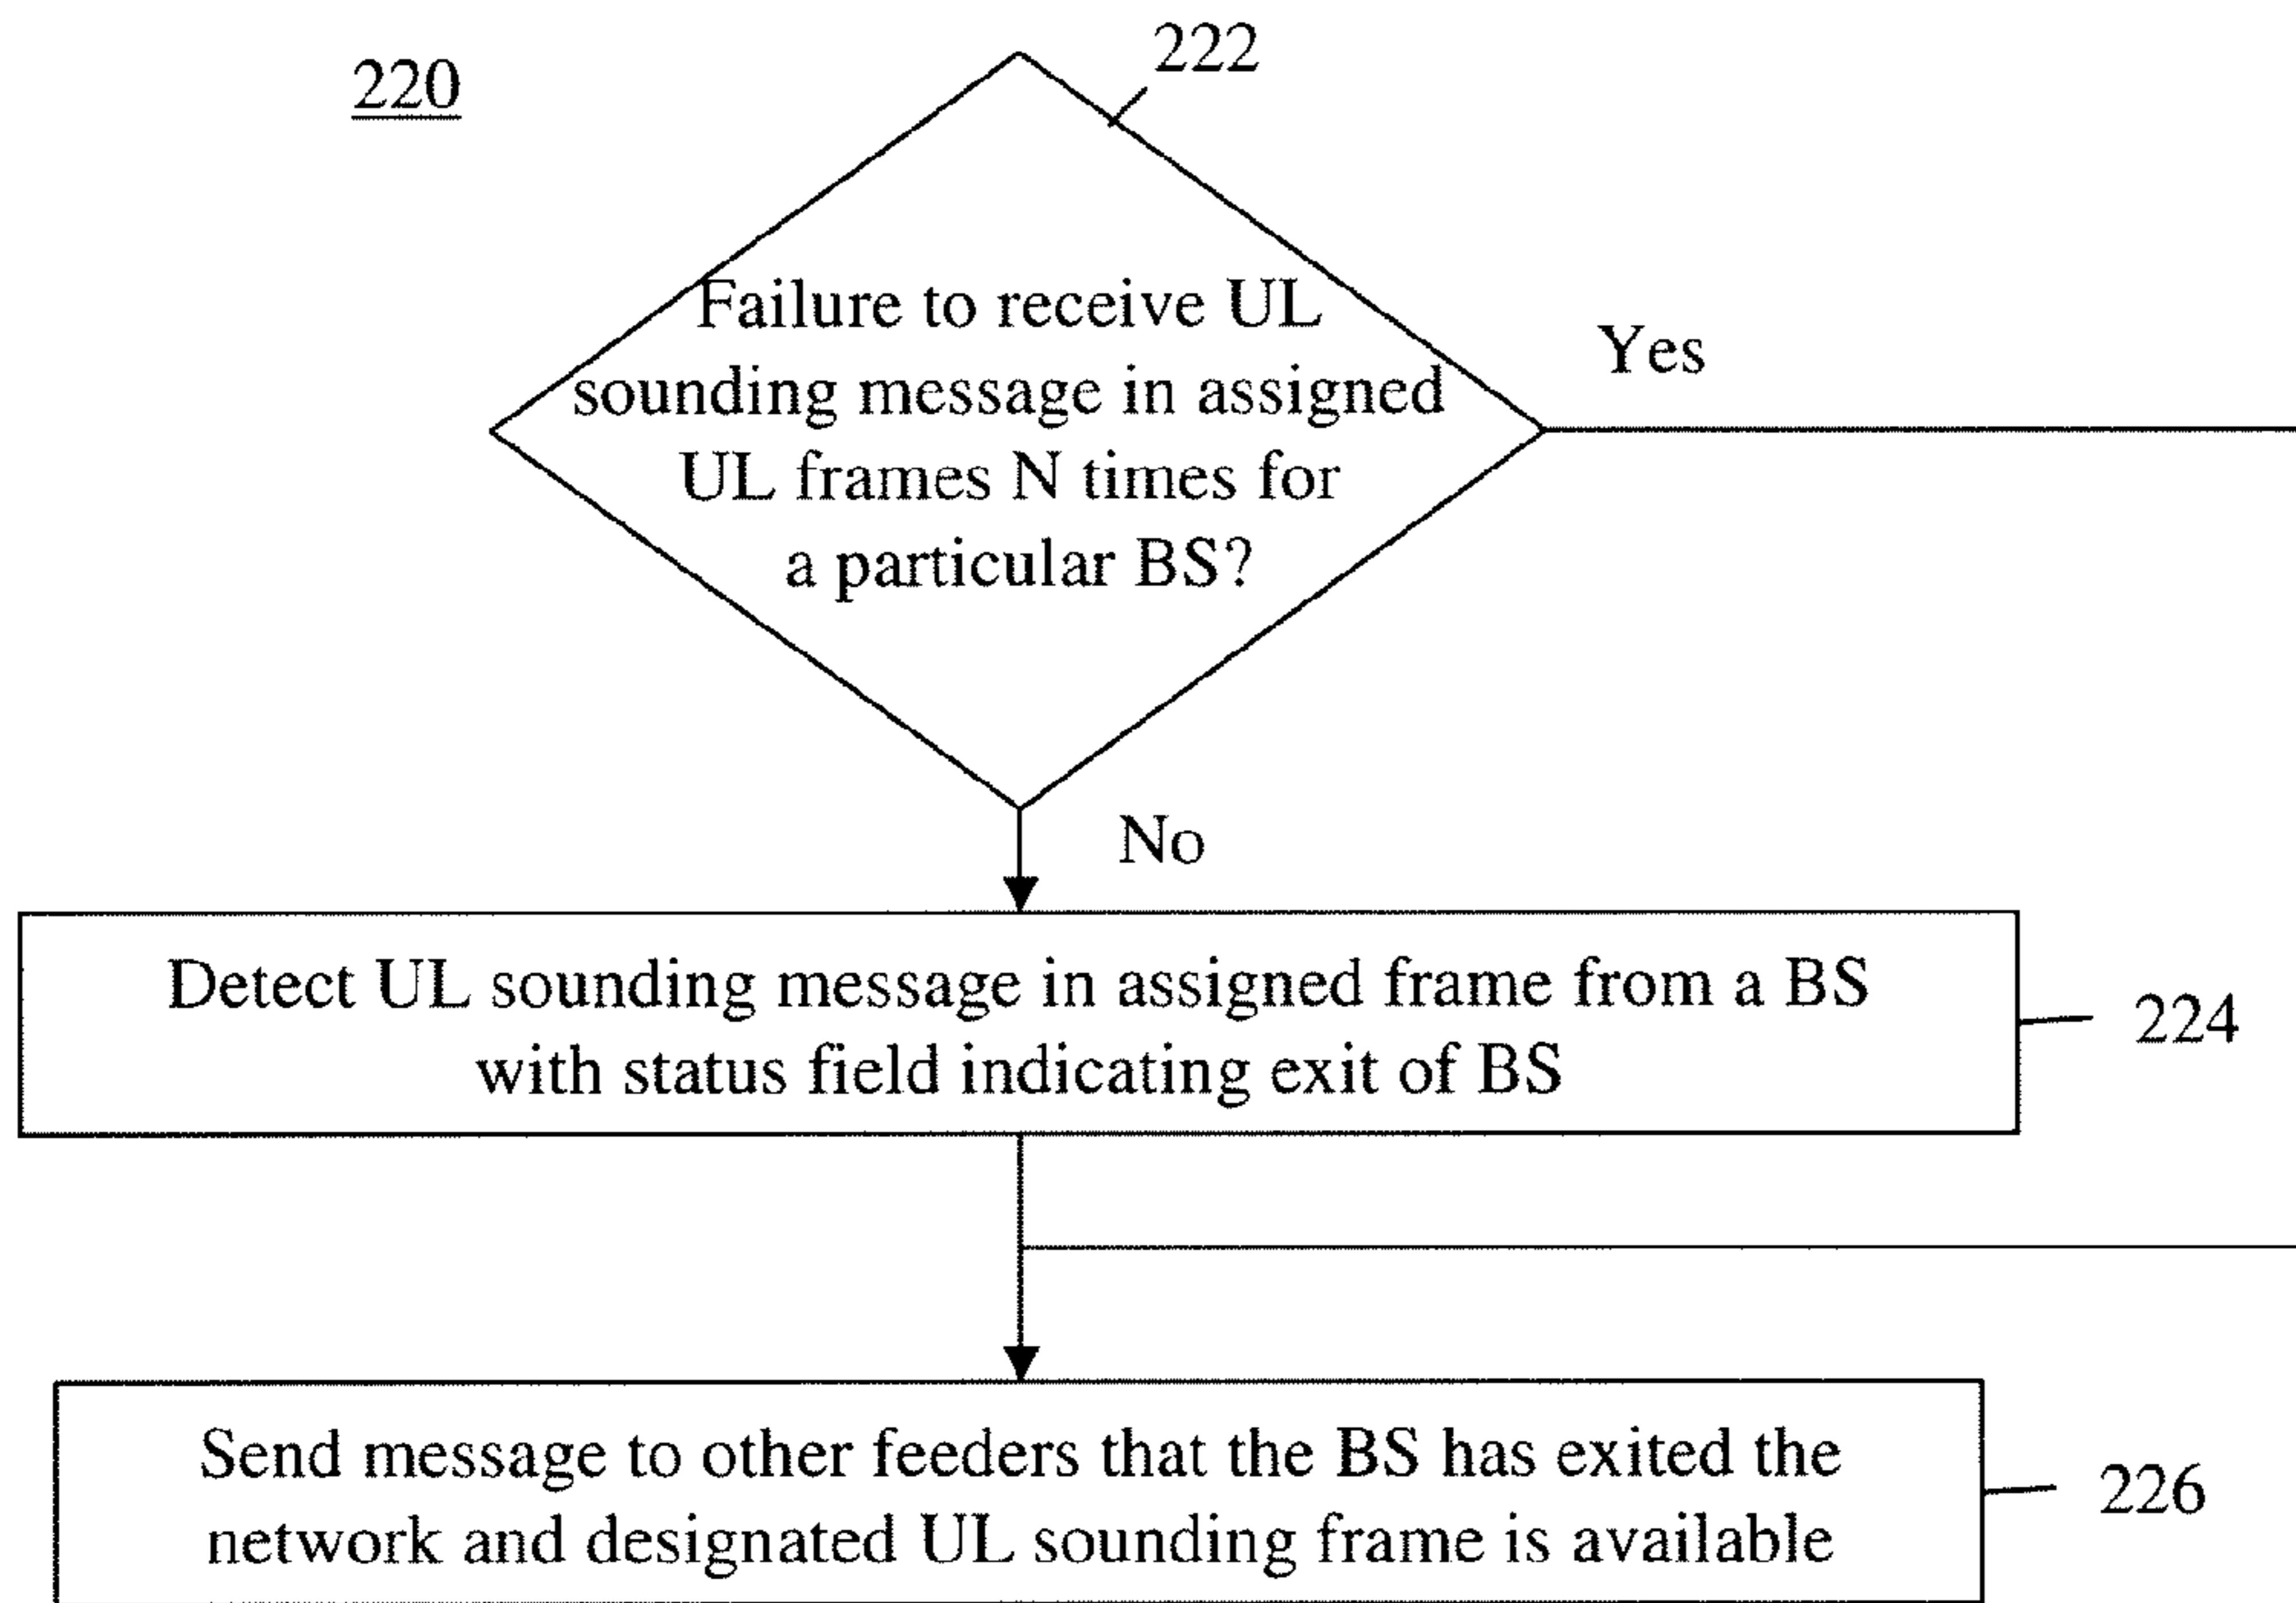 220
222
Failure to receive UL
sounding message in assigned
UL frames N times for
a particular BS?
Yes
No
Detect UL sounding message in assigned frame from a BS
with status field indicating exit of BS
224
Send message to other feeders that the BS has exited the
network and designated UL sounding frame is available
226